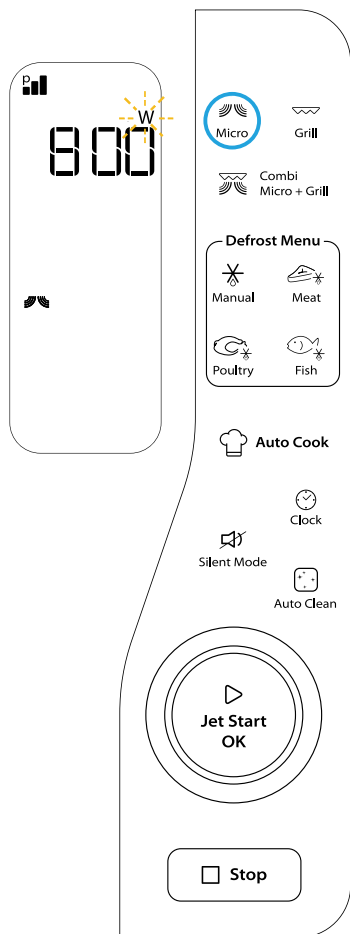 P
W
800
Micro
Grill
Combi
Micro + Grill
Defrost Menu
Manual
Meat
Poultry
Fish
Auto Cook
Clock
Silent Mode
Auto Clean
Jet Start
OK
Stop